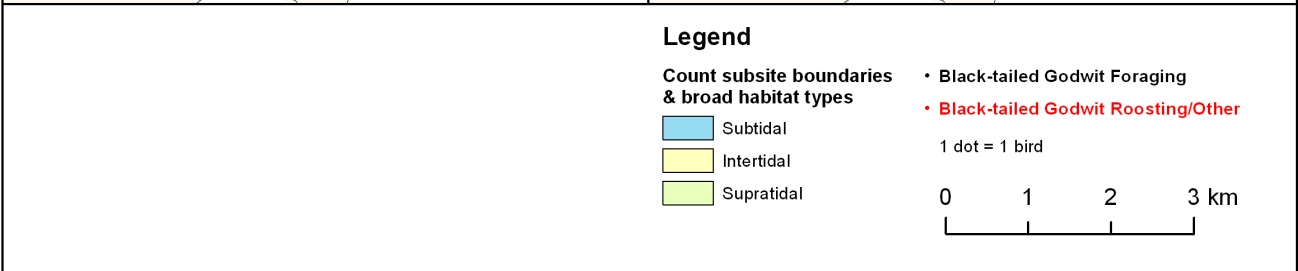 Legend
Count subsite boundaries
& broad habitat types
Subtidal
Intertidal
Supratidal
• Black-tailed Godwit Foraging
• Black-tailed Godwit Roosting/Other
1 dot = 1 bird
0 1 2 3 km